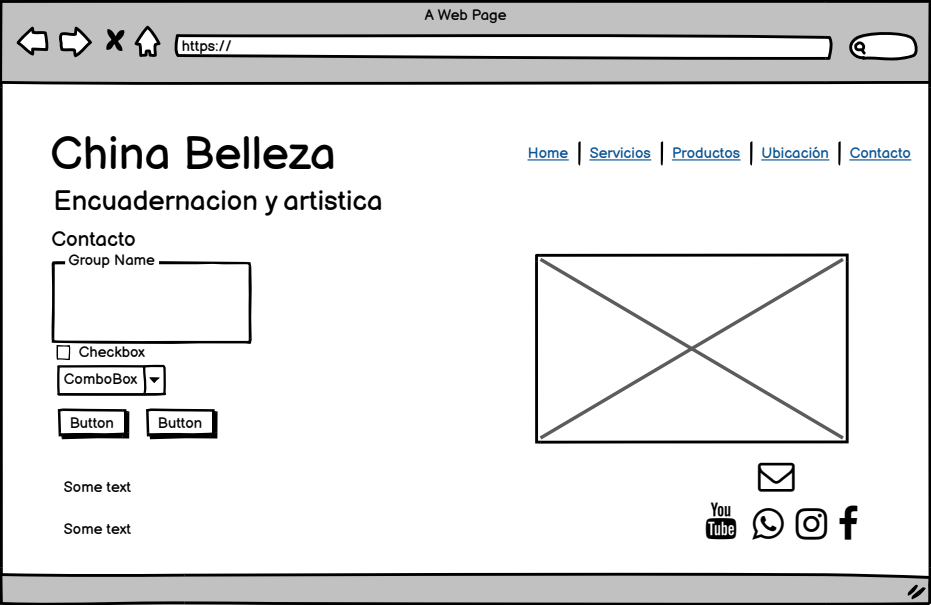 A Web Page
https://
China Belleza
Home | Servicios | Productos | Ubicación | Contacto
Encuadernacion y artistica
Contacto
Group Name
Checkbox
ComboBox
Button Button
Some text
You
Tube
Some text